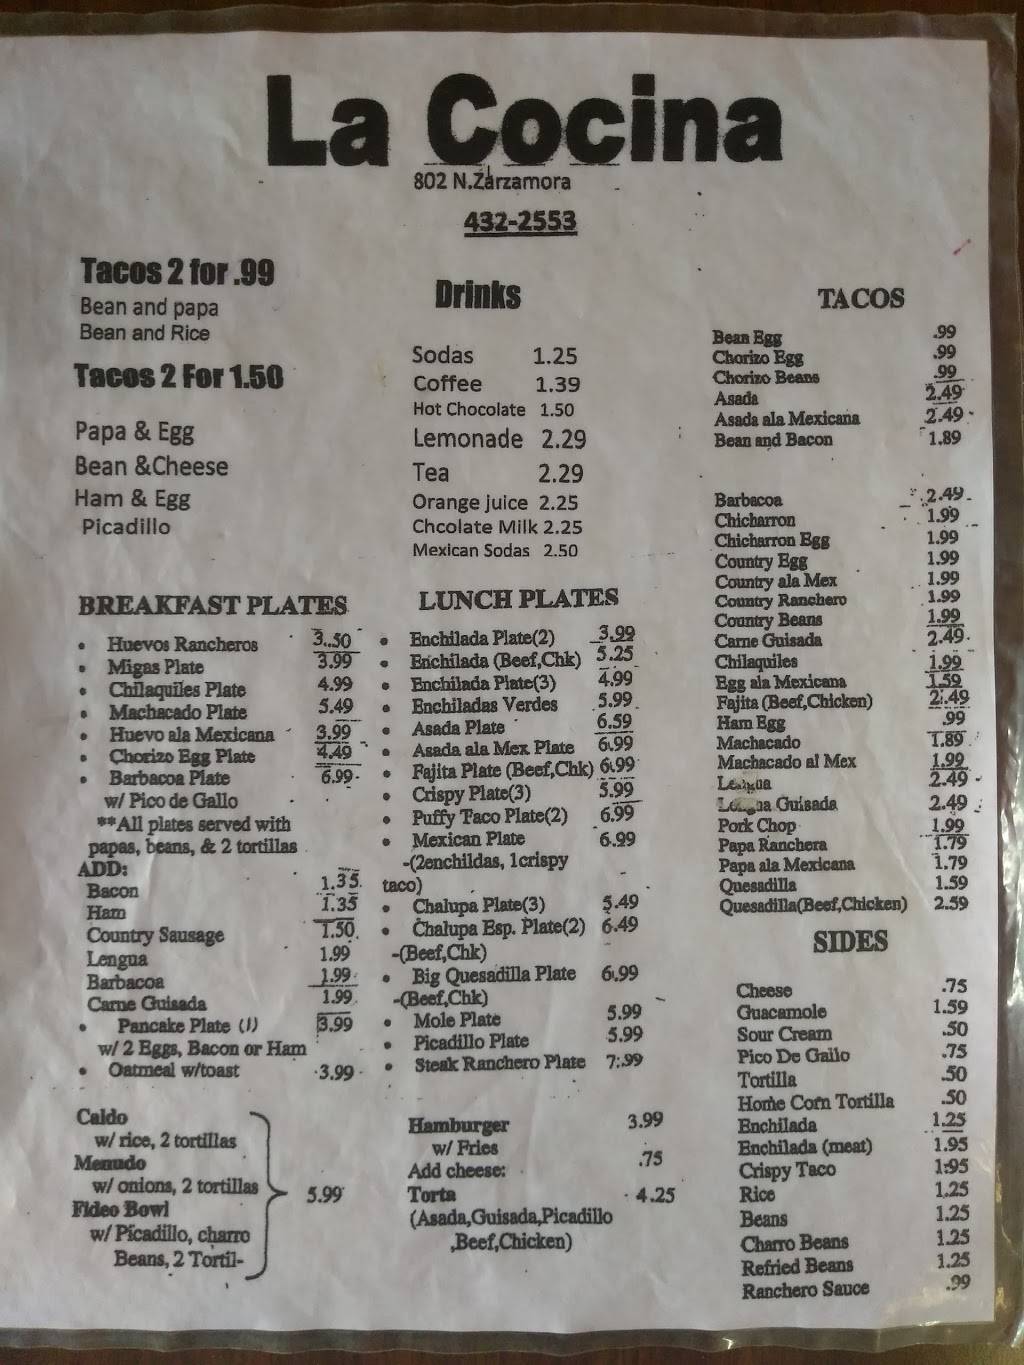 La Cocina
802 N.Zarzamora
432-2553
Tacos 2 for .99
Bean and papa
Bean and Rice
Tacos 2 For 1.50
Papa & Egg
Bean &Cheese
Ham & Egg
Picadillo
Drinks
Sodas 1.25
Coffee 1.39
Hot Chocolate 1.50
Lemonade 2.29
Tea 2.29
Orange juice 2.25
Chcolate Milk 2.25
Mexican Sodas 2.50
TACOS
Bean Egg .99
Chorizo Egg .99
Chorizo Beans .99
Asada 2.49
Asada ala Mexicana 2.49
Bean and Bacon 1.89
Barbacoa 2.49
Chicharron 1.99
Chicharron Egg 1.99
Country Egg 1.99
Country ala Mex 1.99
Country Ranchero 1.99
Country Beans 1.99
Carne Guisada 2.49
Chilaquiles 1.99
Egg ala Mexicana 1.59
Fajita (Beef,Chicken) 2.49
Ham Egg .99
Machacado 1.89
Machacado al Mex 1.99
Lengua 2.49
Lengua Guisada 2.49
Pork Chop 1.99
Papa Ranchera 1.79
Papa ala Mexicana 1.79
Quesadilla 1.59
Quesadilla(Beef,Chicken) 2.59
BREAKFAST PLATES
• Huevos Rancheros 3.50
• Migas Plate 3.99
• Chilaquiles Plate 4.99
• Machacado Plate 5.49
• Huevo ala Mexicana 3.99
• Chorizo Egg Plate 4.49
• Barbacoa Plate 6.99
w/ Pico de Gallo
**All plates served with
papas, beans, & 2 tortillas
ADD:
Bacon 1.35
Ham 1.35
Country Sausage 1.50
Lengua 1.99
Barbacoa 1.99
Carne Guisada 1.99
• Pancake Plate (1) 3.99
w/ 2 Eggs, Bacon or Ham
• Oatmeal w/toast 3.99
LUNCH PLATES
• Enchilada Plate(2) 3.99
• Enchilada (Beef,Chk) 5.25
• Enchilada Plate(3) 4.99
• Enchiladas Verdes 5.99
• Asada Plate 6.59
• Asada ala Mex Plate 6.99
• Fajita Plate (Beef,Chk) 6.99
• Crispy Plate(3) 5.99
• Puffy Taco Plate(2) 6.99
• Mexican Plate 6.99
-(2enchildas, 1crispy
taco)
• Chalupa Plate(3) 5.49
• Chalupa Esp. Plate(2) 6.49
-(Beef,Chk)
• Big Quesadilla Plate 6.99
-(Beef,Chk)
• Mole Plate 5.99
• Picadillo Plate 5.99
• Steak Ranchero Plate 7.99
SIDES
Cheese .75
Guacamole 1.59
Sour Cream .50
Pico De Gallo .75
Tortilla .50
Home Corn Tortilla .50
Enchilada 1.25
Enchilada (meat) 1.95
Crispy Taco 1.95
Rice 1.25
Beans 1.25
Charro Beans 1.25
Refried Beans 1.25
Ranchero Sauce .99
Caldo
w/ rice, 2 tortillas
Menudo
w/ onions, 2 tortillas 5.99
Fideo Bowl
w/ Picadillo, charro
Beans, 2 Tortil-
Hamburger 3.99
w/ Fries
Add cheese: .75
Torta 4.25
(Asada,Guisada,Picadillo
,Beef,Chicken)